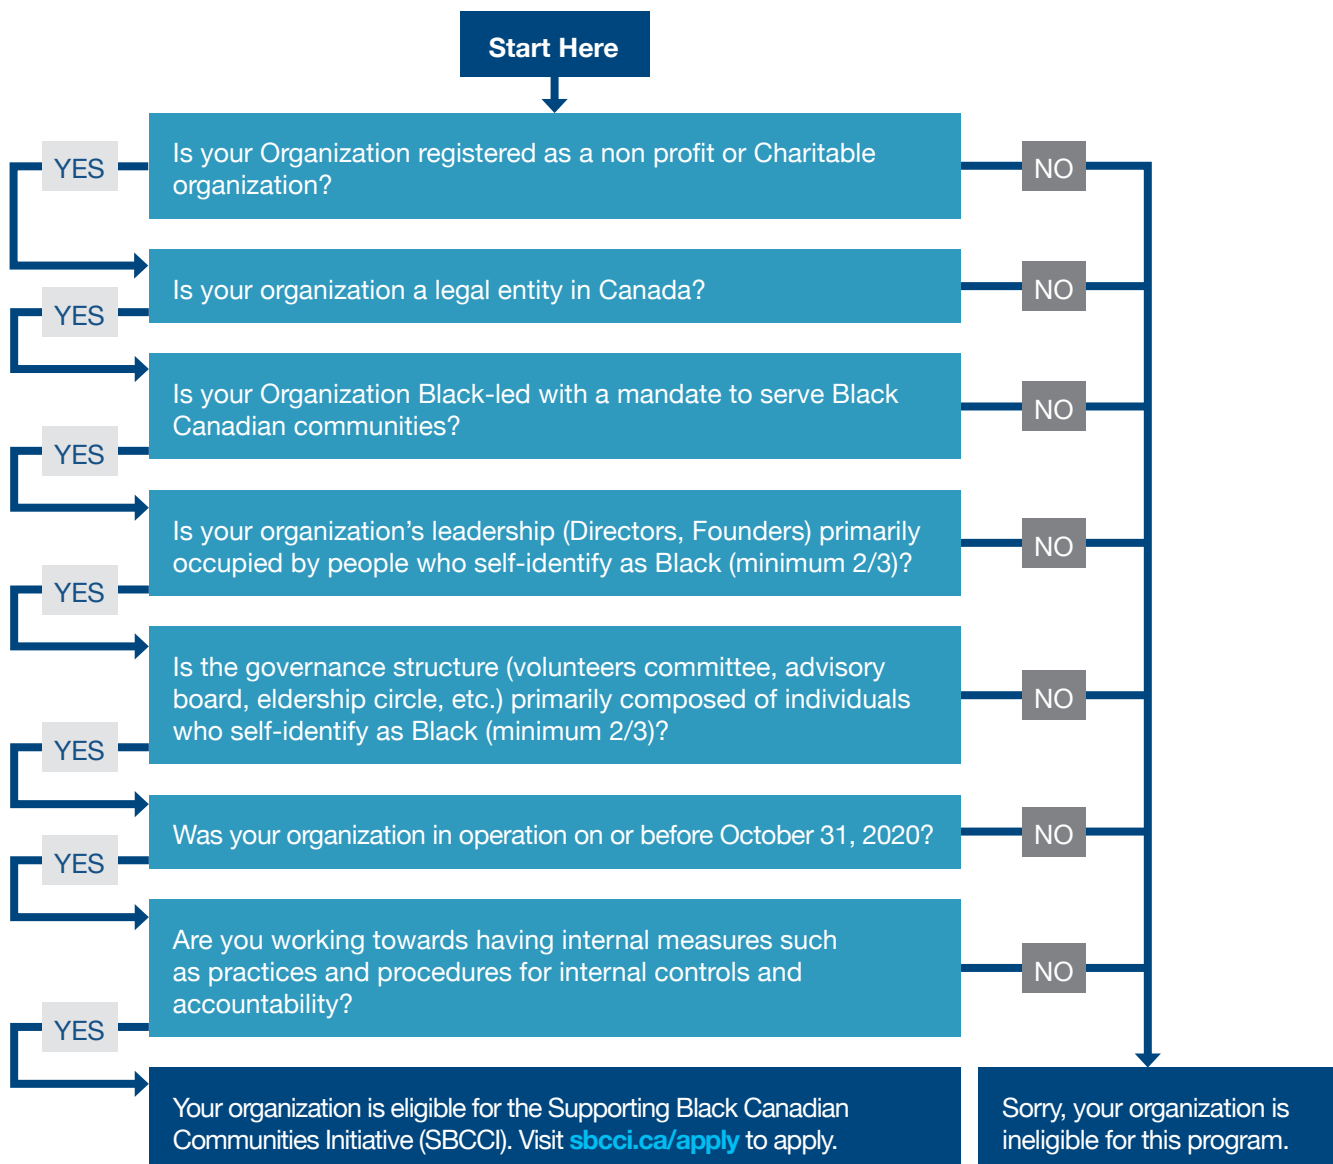 Start Here
Is your Organization registered as a non profit or Charitable
organization?
YES
NO
Is your organization a legal entity in Canada?
YES
NO
Is your Organization Black-led with a mandate to serve Black
Canadian communities?
YES
NO
Is your organization’s leadership (Directors, Founders) primarily
occupied by people who self-identify as Black (minimum 2/3)?
YES
NO
Is the governance structure (volunteers committee, advisory
board, eldership circle, etc.) primarily composed of individuals
who self-identify as Black (minimum 2/3)?
YES
NO
Was your organization in operation on or before October 31, 2020?
YES
NO
Are you working towards having internal measures such
as practices and procedures for internal controls and
accountability?
YES
NO
Your organization is eligible for the Supporting Black Canadian
Communities Initiative (SBCCI). Visit sbcci.ca/apply to apply.
Sorry, your organization is
ineligible for this program.